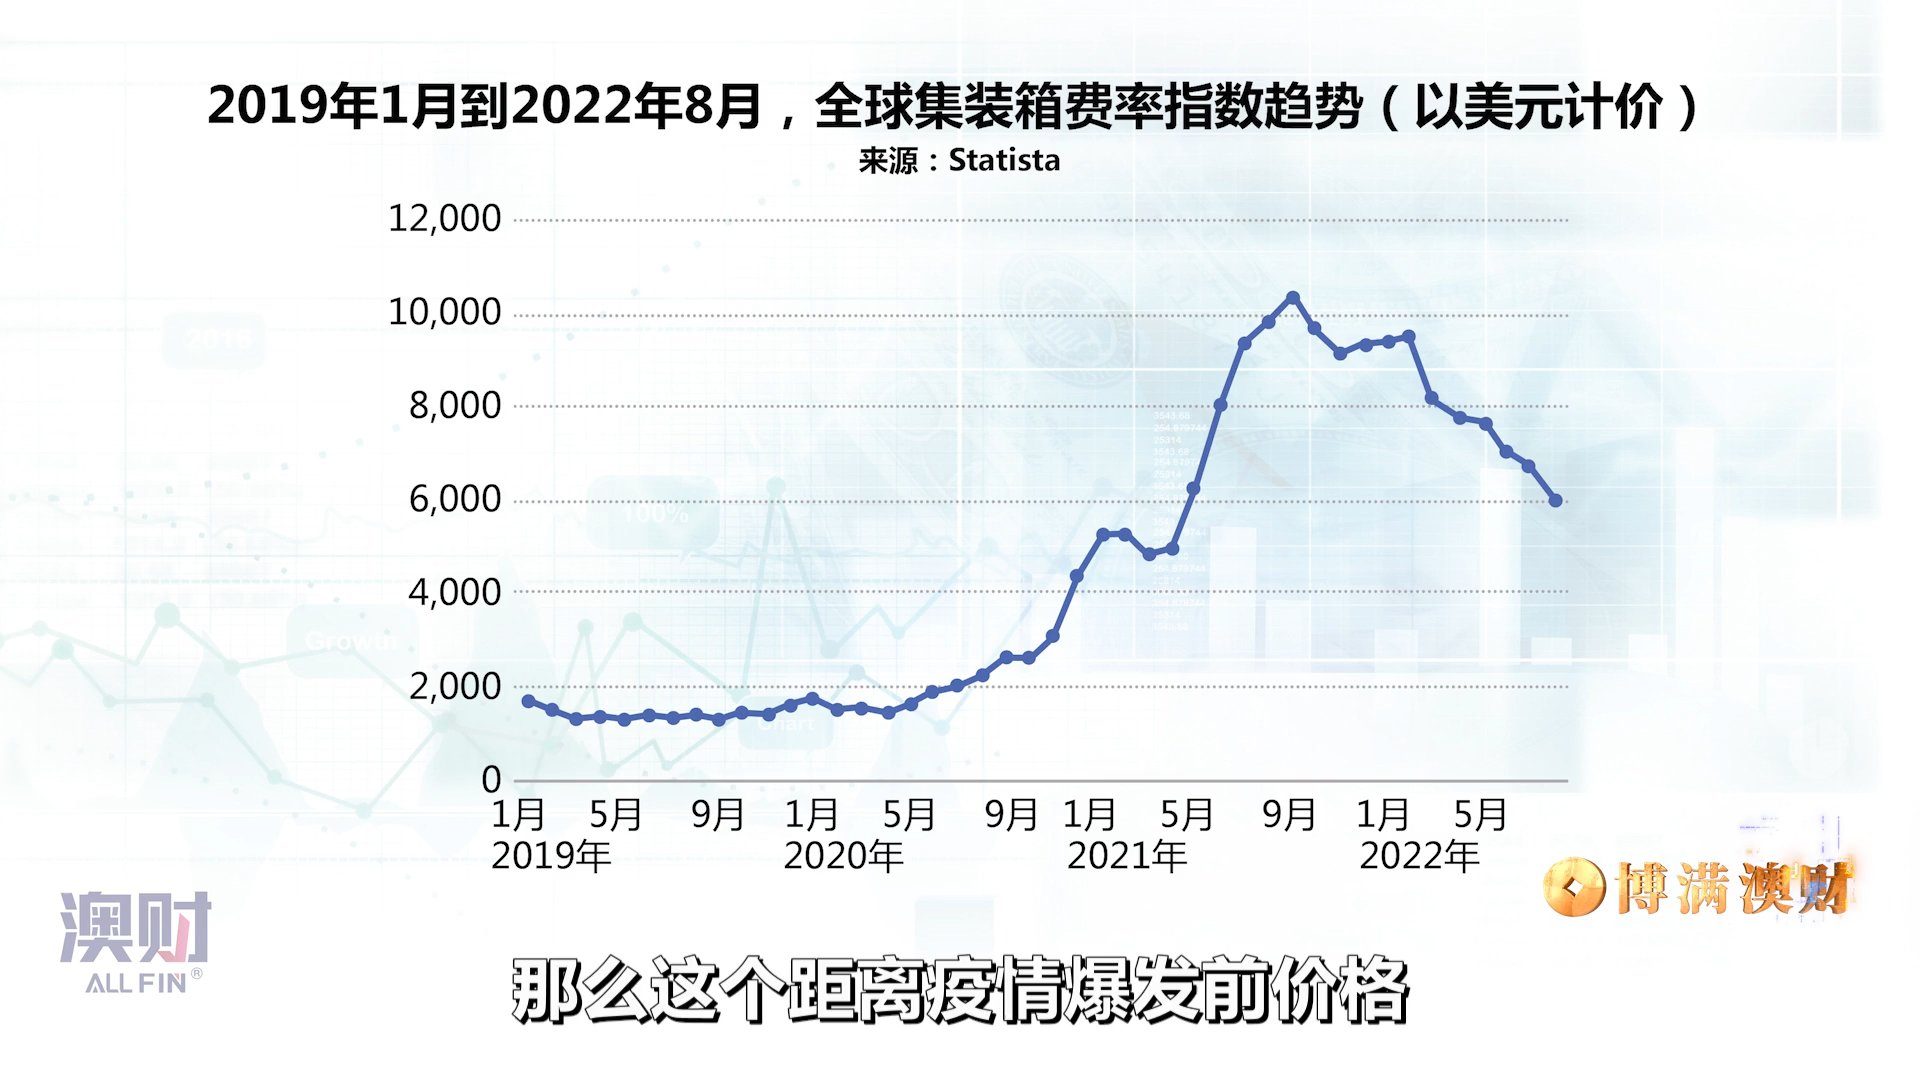 2019年1月到2022年8月，全球集装箱费率指数趋势（以美元计价）
来源：Statista
12,000
10,000
8,000
6,000
4,000
2,000
0
1月 5月 9月 1月 5月 9月 1月 5月 9月 1月 5月
2019年 2020年 2021年 2022年
2015
100%
Growth
Chart
博满澳财
澳财
ALL FIN®
那么这个距离疫情爆发前价格